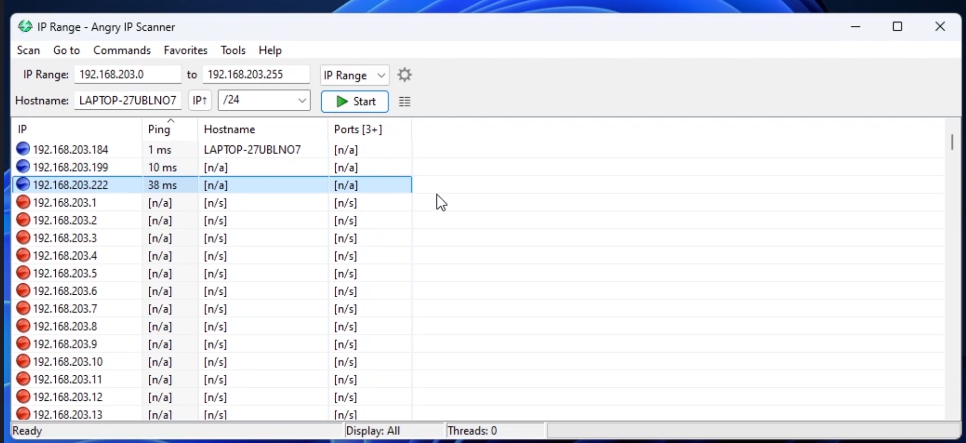 IP Range - Angry IP Scanner
Scan Go to Commands Favorites Tools Help
IP Range: 192.168.203.0 to 192.168.203.255 IP Range
Hostname: LAPTOP-27UBLNO7 IP↑ /24 Start
IP Ping Hostname Ports [3+]
192.168.203.184 1 ms LAPTOP-27UBLNO7 [n/a]
192.168.203.199 10 ms [n/a] [n/a]
192.168.203.222 38 ms [n/a] [n/a]
192.168.203.1 [n/a] [n/s] [n/s]
192.168.203.2 [n/a] [n/s] [n/s]
192.168.203.3 [n/a] [n/s] [n/s]
192.168.203.4 [n/a] [n/s] [n/s]
192.168.203.5 [n/a] [n/s] [n/s]
192.168.203.6 [n/a] [n/s] [n/s]
192.168.203.7 [n/a] [n/s] [n/s]
192.168.203.8 [n/a] [n/s] [n/s]
192.168.203.9 [n/a] [n/s] [n/s]
192.168.203.10 [n/a] [n/s] [n/s]
192.168.203.11 [n/a] [n/s] [n/s]
192.168.203.12 [n/a] [n/s] [n/s]
192.168.203.13 [n/a] [n/s] [n/s]
Ready Display: All Threads: 0